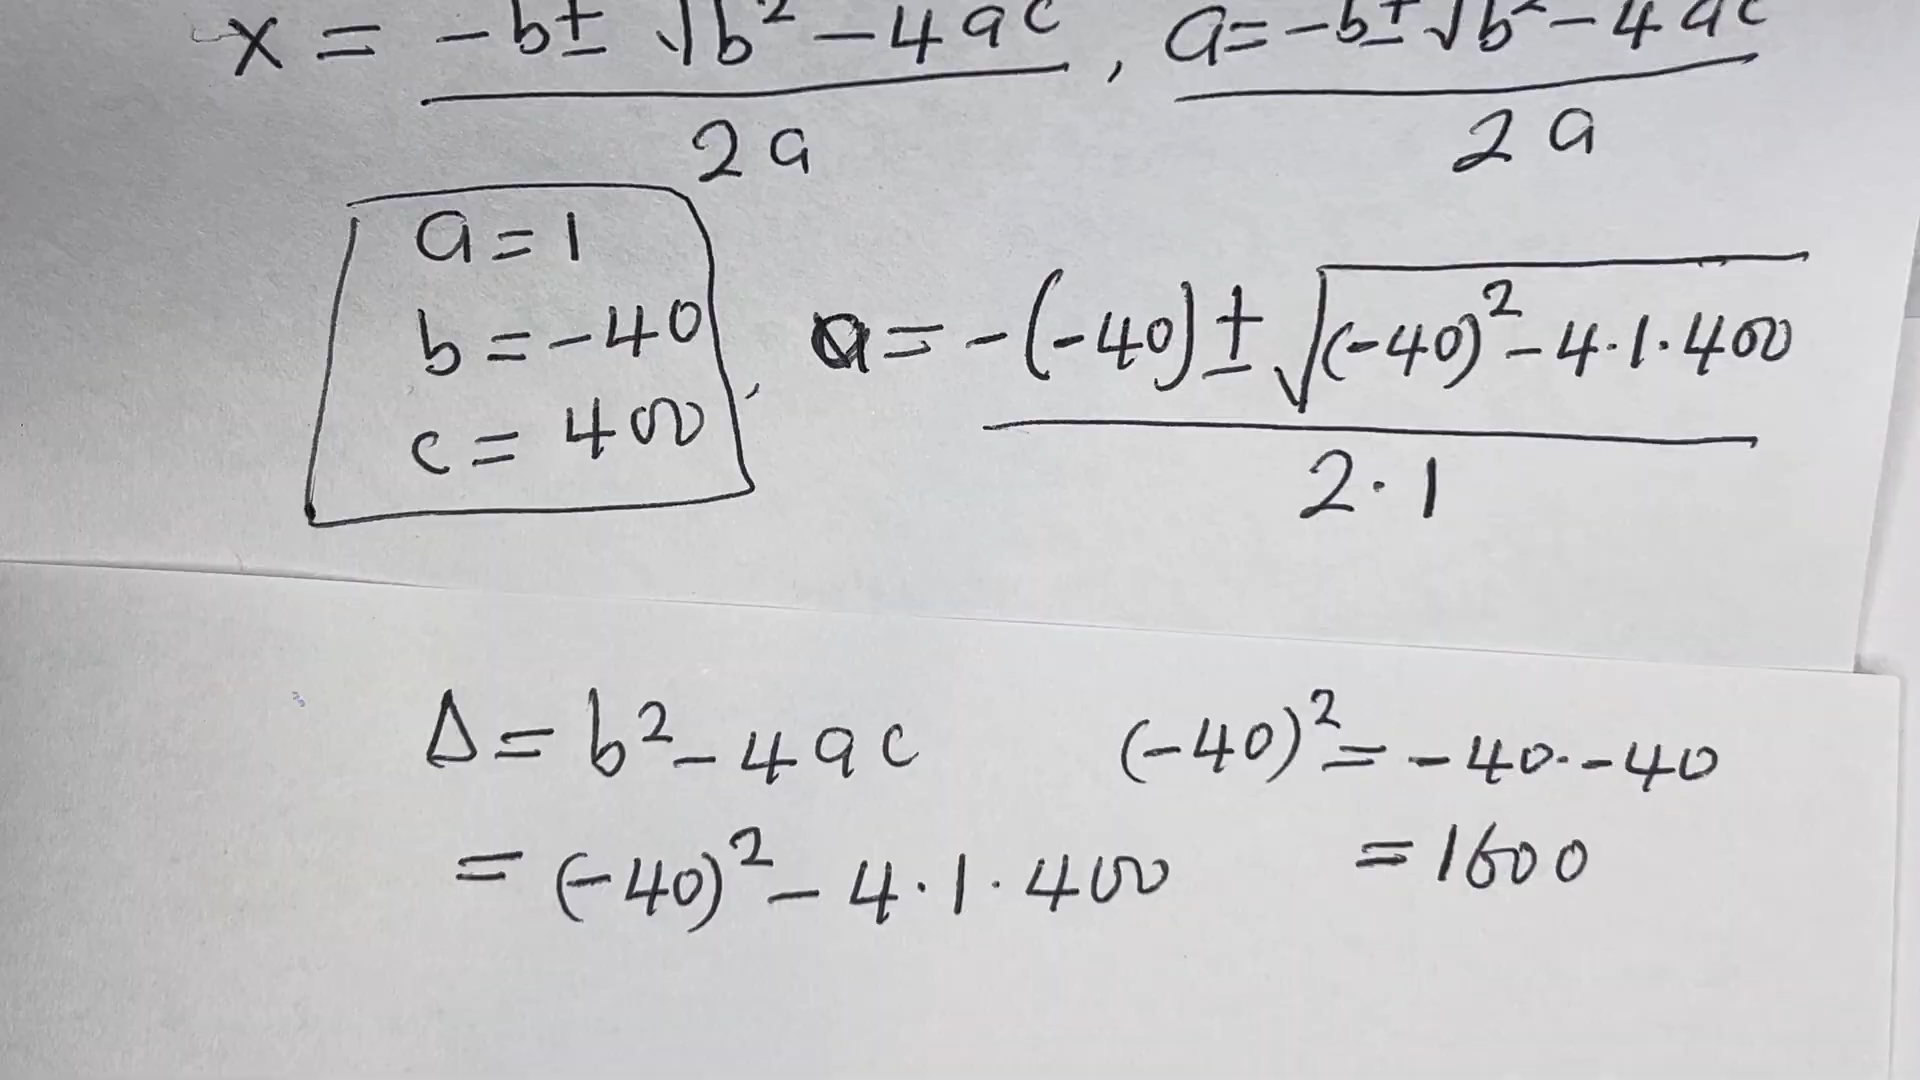 x = -b ± √b² - 4ac / 2a , a = -b ± √b² - 4ac / 2a
a = 1
b = -40
c = 400 , a = -(-40) ± √(-40)² - 4·1·400 / 2·1
Δ = b² - 4ac
= (-40)² - 4·1·400
(-40)² = -40·-40
= 1600